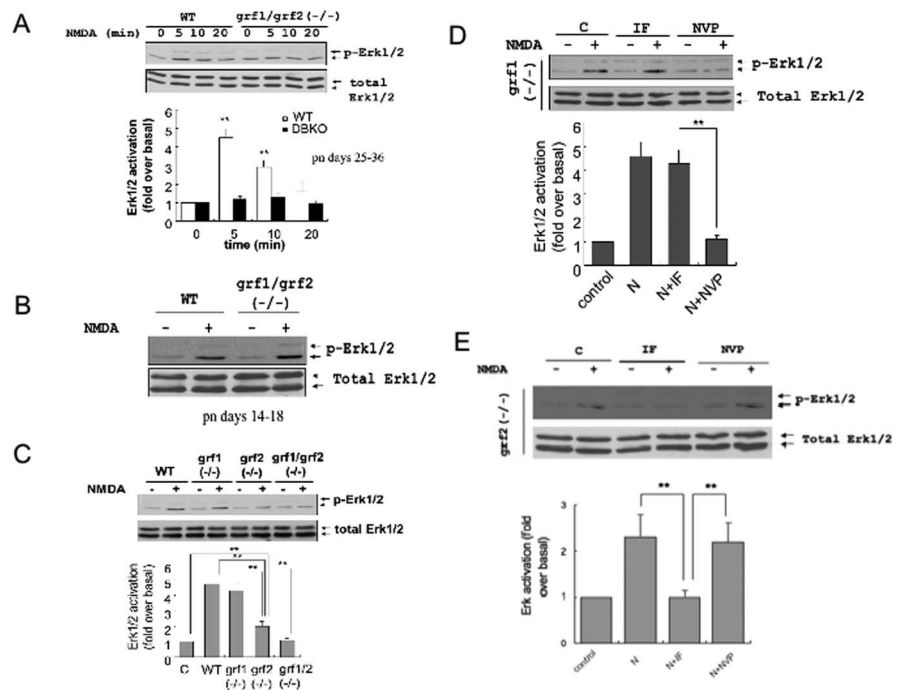 A
WT grf1/grf2 (-/-)
NMDA (min) 0 5 10 20 0 5 10 20
p-Erk1/2
total
Erk1/2
Erk1/2 activation
(fold over basal)
6
5
4
3
2
1
0
**
**
WT
DBKO
pn days 25-36
0 5 10 20
time (min)
B
grf1/grf2
WT (-/-)
NMDA - + - +
p-Erk1/2
Total Erk1/2
pn days 14-18
C
grf1 grf2 grf1/grf2
WT (-/-) (-/-) (-/-)
NMDA - + - + - + - +
p-Erk1/2
total Erk1/2
Erk1/2 activation
(fold over basal)
6
5
4
3
2
1
0
**
**
**
**
C WT grf1 grf2 grf1/2
(-/-) (-/-) (-/-)
D
C IF NVP
NMDA - + - + - +
grf1 (-/-)
p-Erk1/2
Total Erk1/2
Erk1/2 activation
(fold over basal)
6
5
4
3
2
1
0
**
control N N+IF N+NVP
E
C IF NVP
NMDA - + - + - +
grf2 (-/-)
p-Erk1/2
Total Erk1/2
Erk activation (fold
over basal)
3
2
1
0
** **
control N N+IF N+NVP